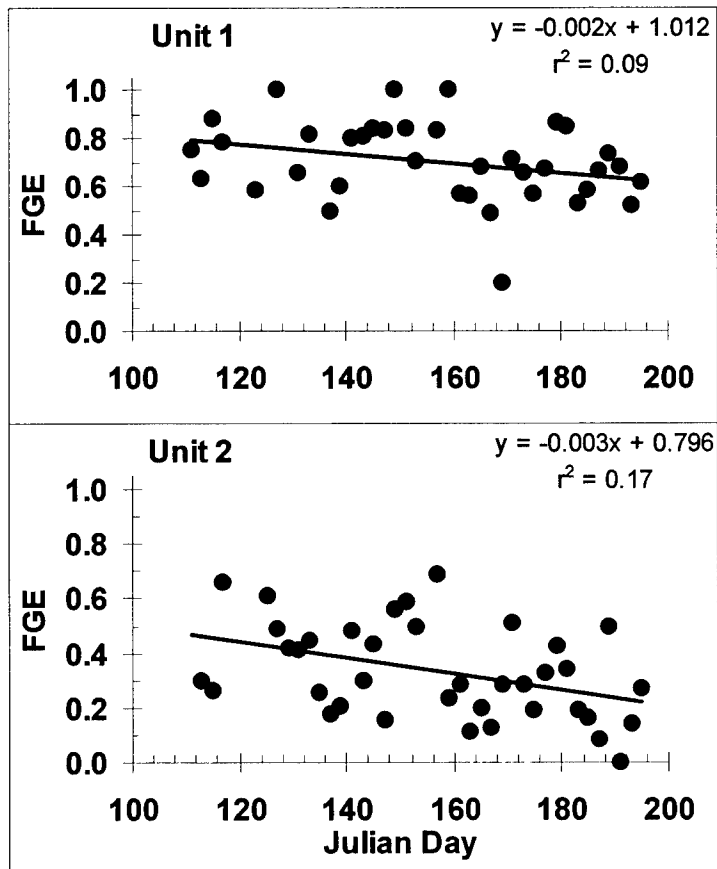 Unit 1
y = -0.002x + 1.012
r² = 0.09
1.0
0.8
0.6
0.4
0.2
0.0
FGE
100 120 140 160 180 200
Unit 2
y = -0.003x + 0.796
r² = 0.17
1.0
0.8
0.6
0.4
0.2
0.0
FGE
100 120 140 160 180 200
Julian Day